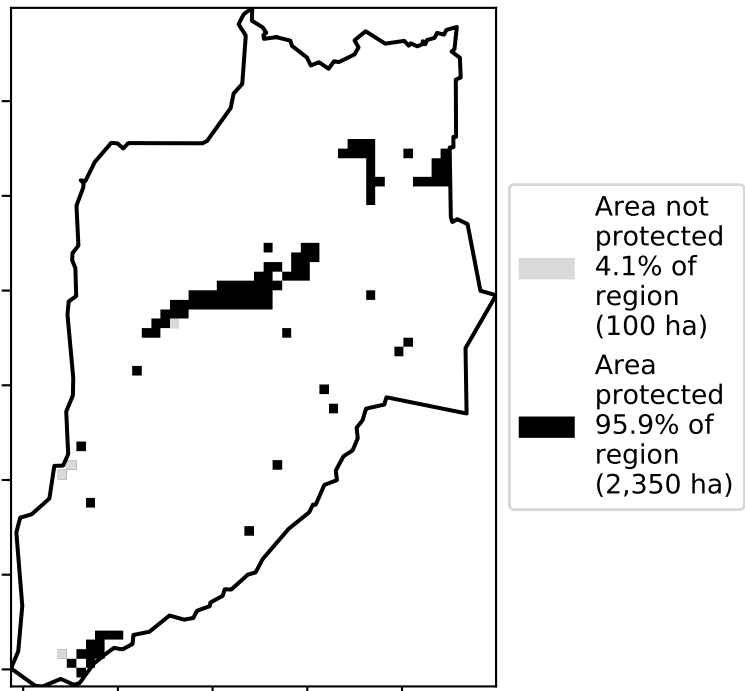 Area not
protected
4.1% of
region
(100 ha)
Area
protected
95.9% of
region
(2,350 ha)